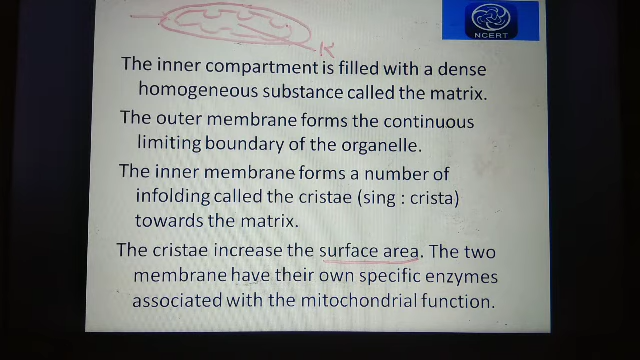 NCERT
K
The inner compartment is filled with a dense
homogeneous substance called the matrix.
The outer membrane forms the continuous
limiting boundary of the organelle.
The inner membrane forms a number of
infolding called the cristae (sing : crista)
towards the matrix.
The cristae increase the surface area. The two
membrane have their own specific enzymes
associated with the mitochondrial function.